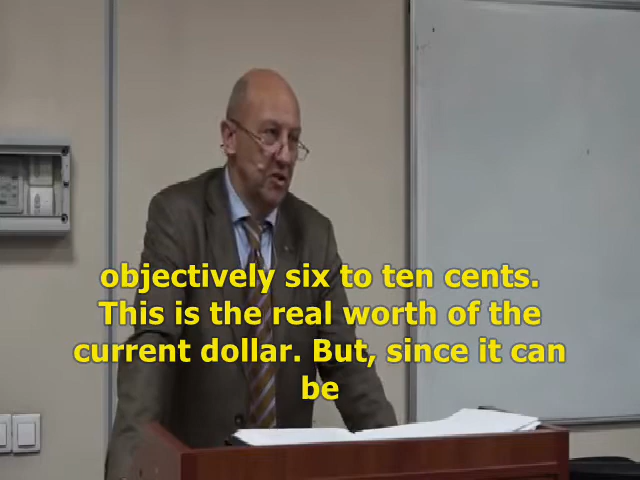 objectively six to ten cents.
This is the real worth of the
current dollar. But, since it can
be